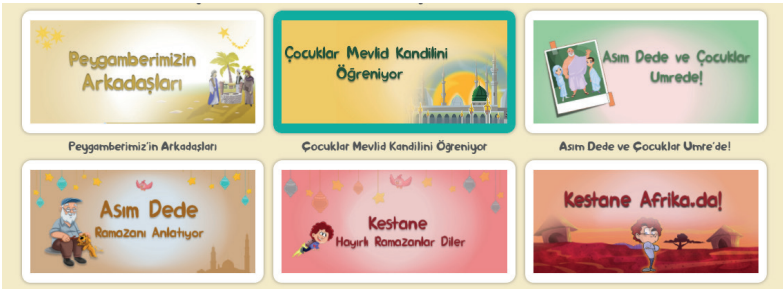 Peygamberimizin
Arkadaşları
Çocuklar Mevlid Kandilini
Öğreniyor
Asım Dede ve Çocuklar
Umrede!
Peygamberimiz'in Arkadaşları
Çocuklar Mevlid Kandilini Öğreniyor
Asım Dede ve Çocuklar Umre'de!
Asım Dede
Ramazanı Anlatıyor
Kestane
Hayırlı Ramazanlar Diler
Kestane Afrika.da!